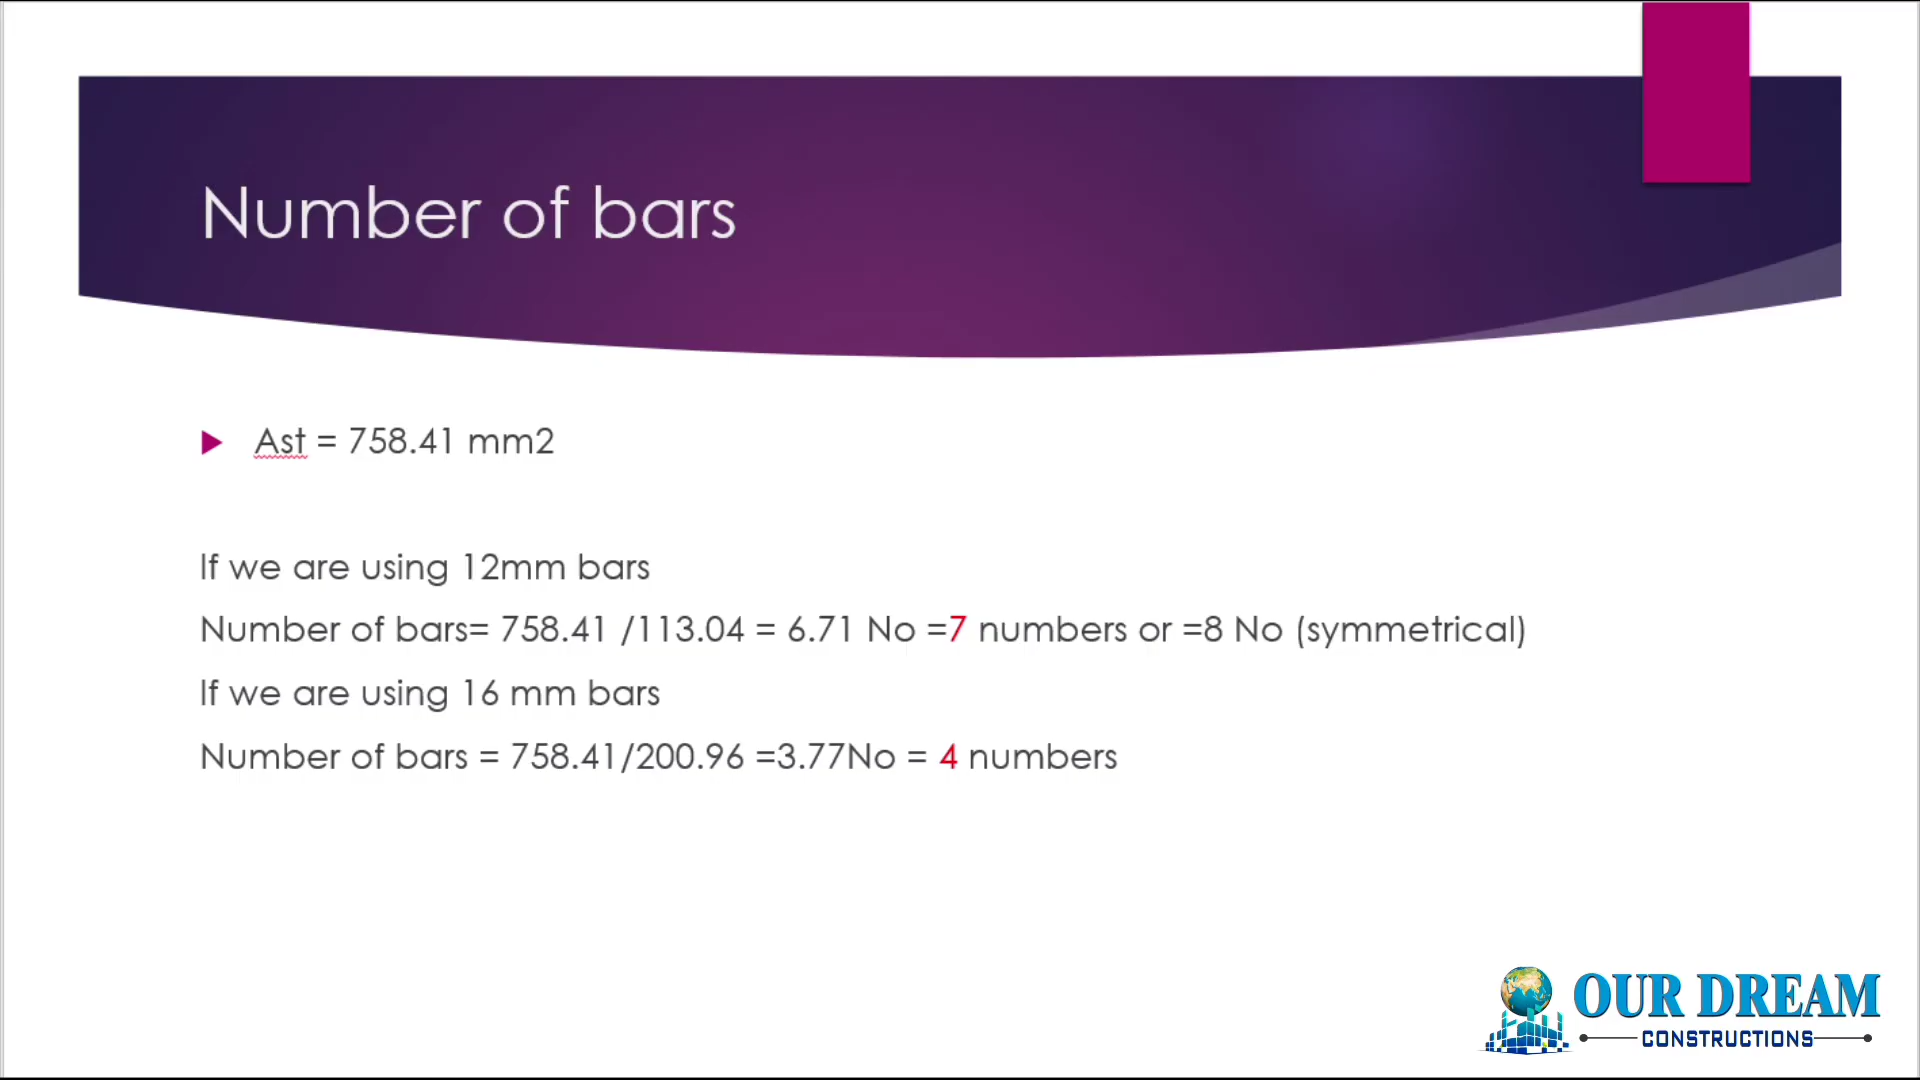 Number of bars
Ast = 758.41 mm2
If we are using 12mm bars
Number of bars= 758.41 /113.04 = 6.71 No =7 numbers or =8 No (symmetrical)
If we are using 16 mm bars
Number of bars = 758.41/200.96 =3.77No = 4 numbers
OUR DREAM
CONSTRUCTIONS